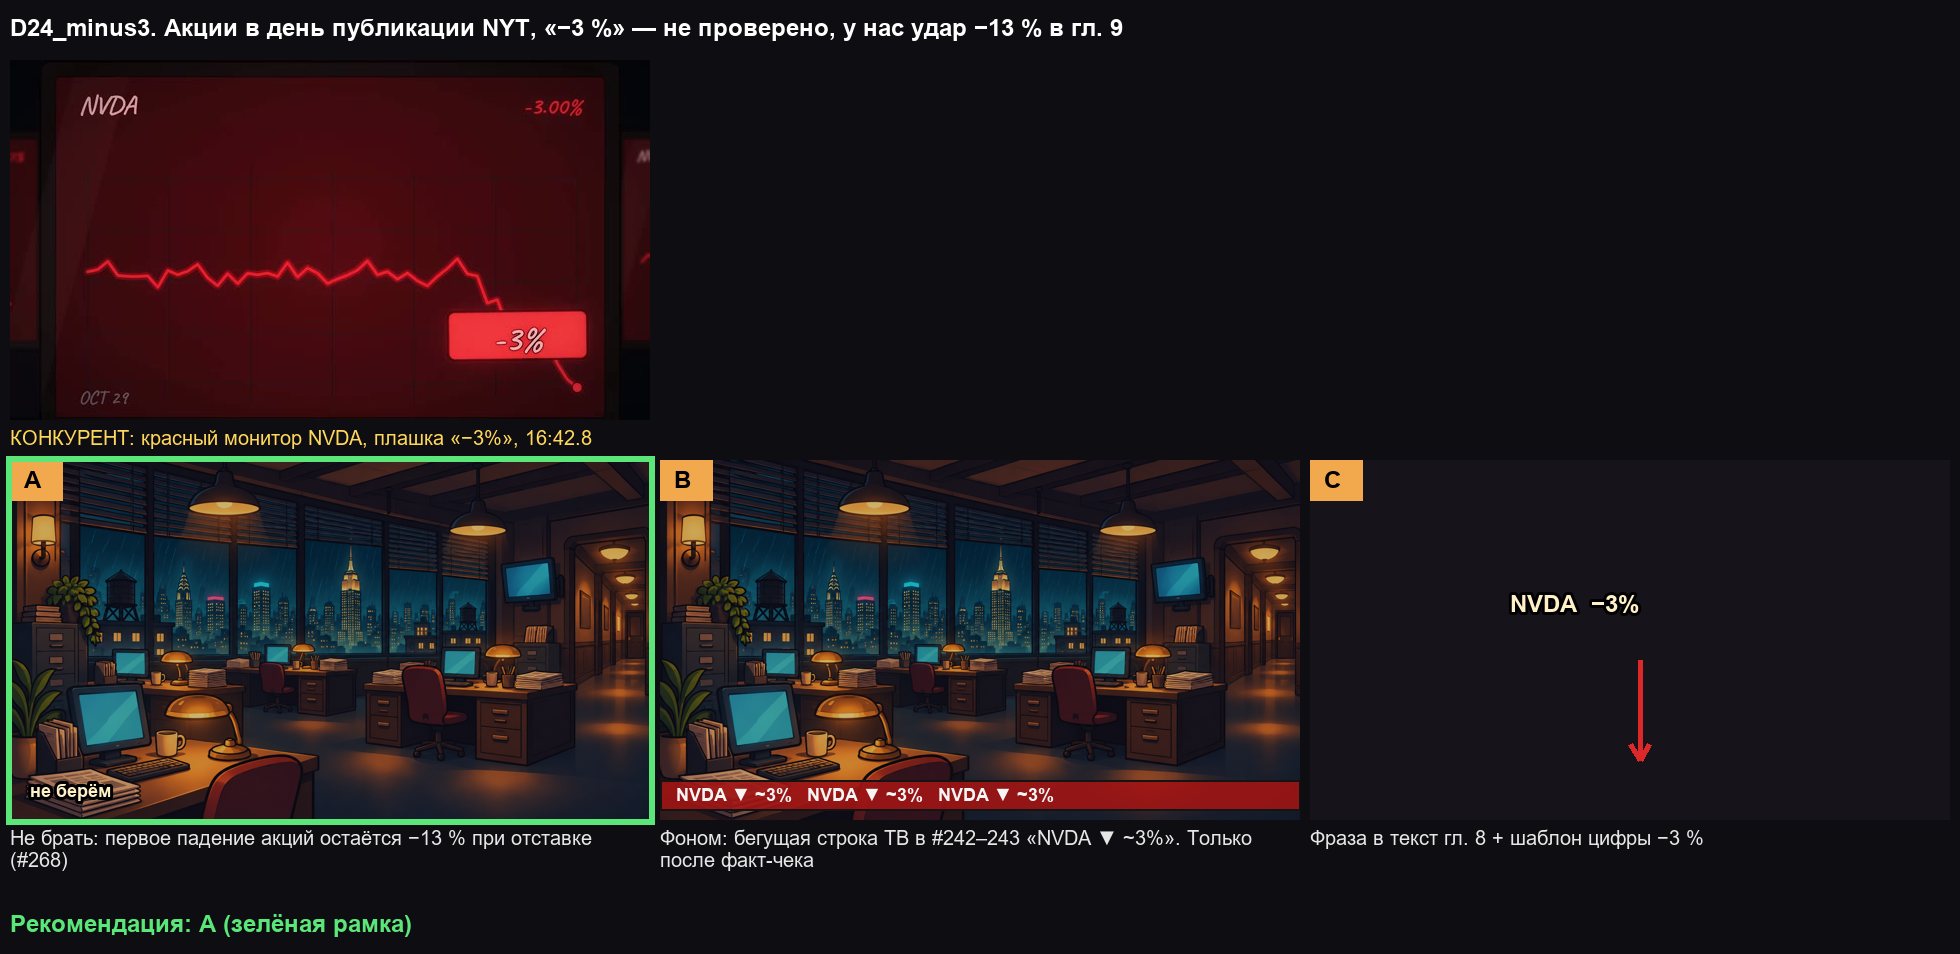 D24_minus3. Акции в день публикации NYT, «−3 %» — не проверено, у нас удар −13 % в гл. 9
NVDA
-3.00%
-3%
OCT 29
КОНКУРЕНТ: красный монитор NVDA, плашка «−3%», 16:42.8
A
B
C
NVDA −3%
не берём
NVDA ▼ ~3% NVDA ▼ ~3% NVDA ▼ ~3%
Не брать: первое падение акций остаётся −13 % при отставке
(#268)
Фоном: бегущая строка ТВ в #242–243 «NVDA ▼ ~3%». Только
после факт-чека
Фраза в текст гл. 8 + шаблон цифры −3 %
Рекомендация: A (зелёная рамка)